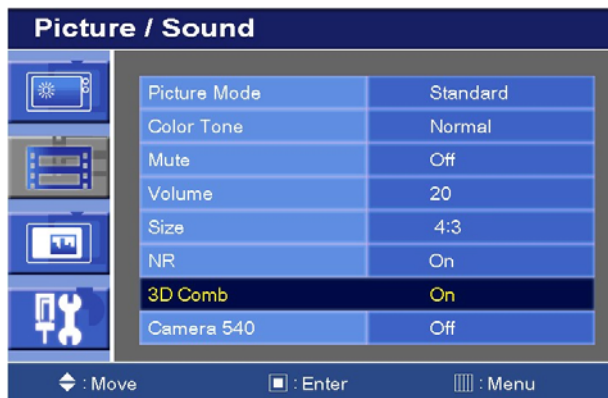 Picture / Sound
Picture Mode Standard
Color Tone Normal
Mute Off
Volume 20
Size 4:3
NR On
3D Comb On
Camera 540 Off
: Move : Enter : Menu